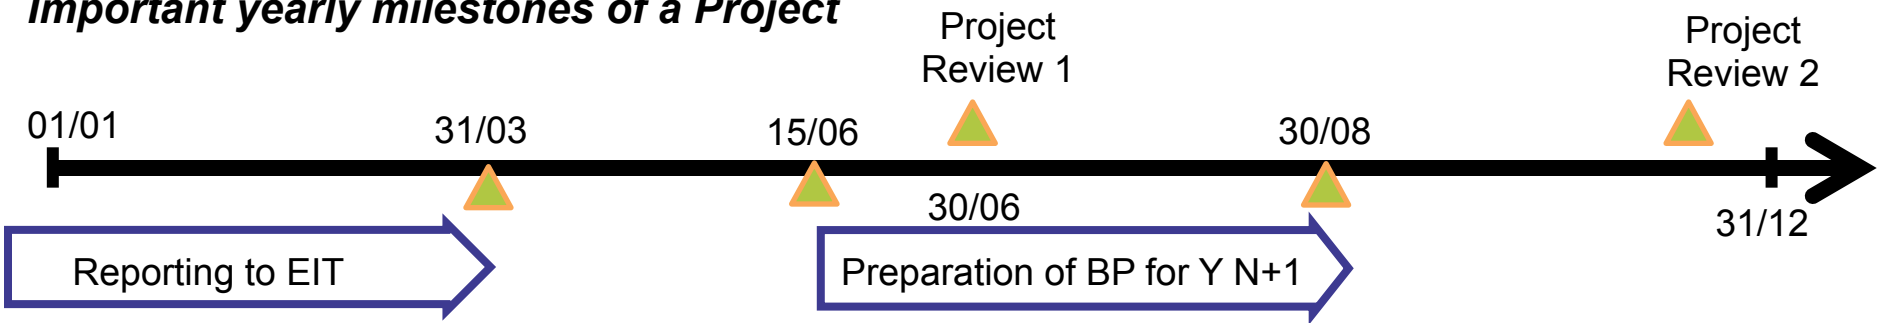 Important yearly milestones of a Project
Project
Review 1
Project
Review 2
01/01
31/03
15/06
30/08
30/06
31/12
Reporting to EIT
Preparation of BP for Y N+1